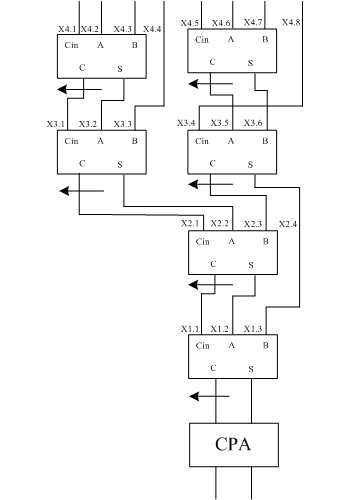 X4.1 X4.2 X4.3 X4.4 X4.5 X4.6 X4.7 X4.8
Cin A B Cin A B
C S C S
X3.1 X3.2 X3.3 X3.4 X3.5 X3.6
Cin A B Cin A B
C S C S
X2.1 X2.2 X2.3 X2.4
Cin A B
C S
X1.1 X1.2 X1.3
Cin A B
C S
CPA